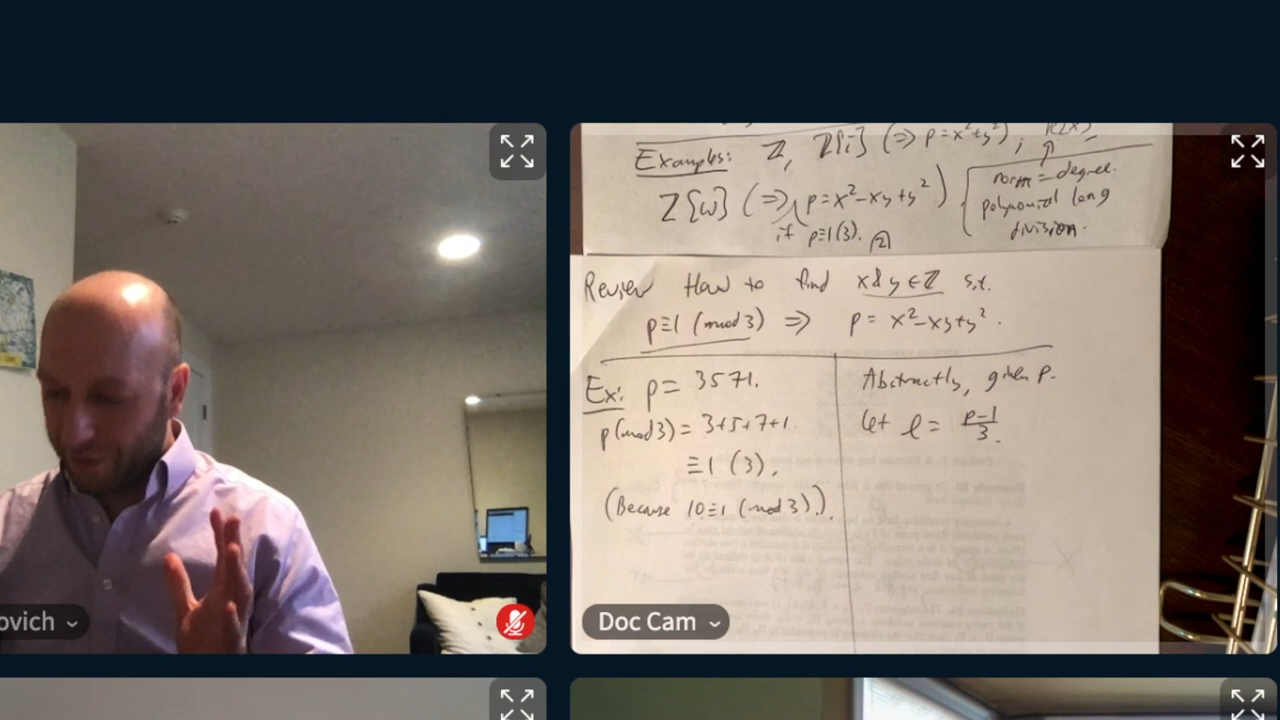 Examples: ℤ, ℤ[i] (⇒ p=x²+y²) ; k[x]
ℤ[ω] (⇒ p=x²-xy+y²)
if p≡1(3). (2)
norm = degree.
polynomial long
division.
Review How to find x & y ∈ ℤ s.t.
p≡1 (mod 3) ⇒ p = x²-xy+y².
Ex: p = 3571.
p(mod 3) = 3+5+7+1
≡1 (3).
(Because 10≡1 (mod 3)).
Abstractly, given p.
Let l = (p-1)/3.
ovich
Doc Cam